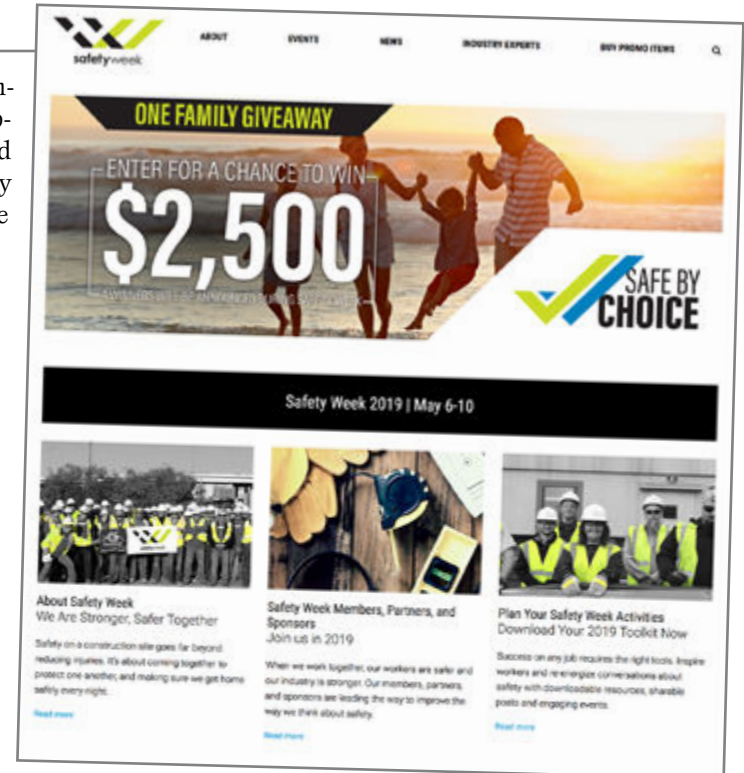 n-
o-
d
y
e
safetyweek
ABOUT EVENTS NEWS INDUSTRY EXPERTS BUY PROMO ITEMS
ONE FAMILY GIVEAWAY
ENTER FOR A CHANCE TO WIN
$2,500
WINNERS WILL BE ANNOUNCED DURING SAFETY WEEK
SAFE BY
CHOICE
Safety Week 2019 | May 6-10
About Safety Week
We Are Stronger, Safer Together
Safety on a construction site goes far beyond
reducing injuries. It's about coming together to
protect one another, and making sure we get home
safely every night.
Read more
Safety Week Members, Partners, and
Sponsors
Join us in 2019
When we work together, our workers are safer and
our industry is stronger. Our members, partners,
and sponsors are leading the way to improve the
way we think about safety.
Read more
Plan Your Safety Week Activities
Download Your 2019 Toolkit Now
Success on any job requires the right tools. Inspire
workers and re-energize conversations about
safety with downloadable resources, sharable
posts and engaging events.
Read more